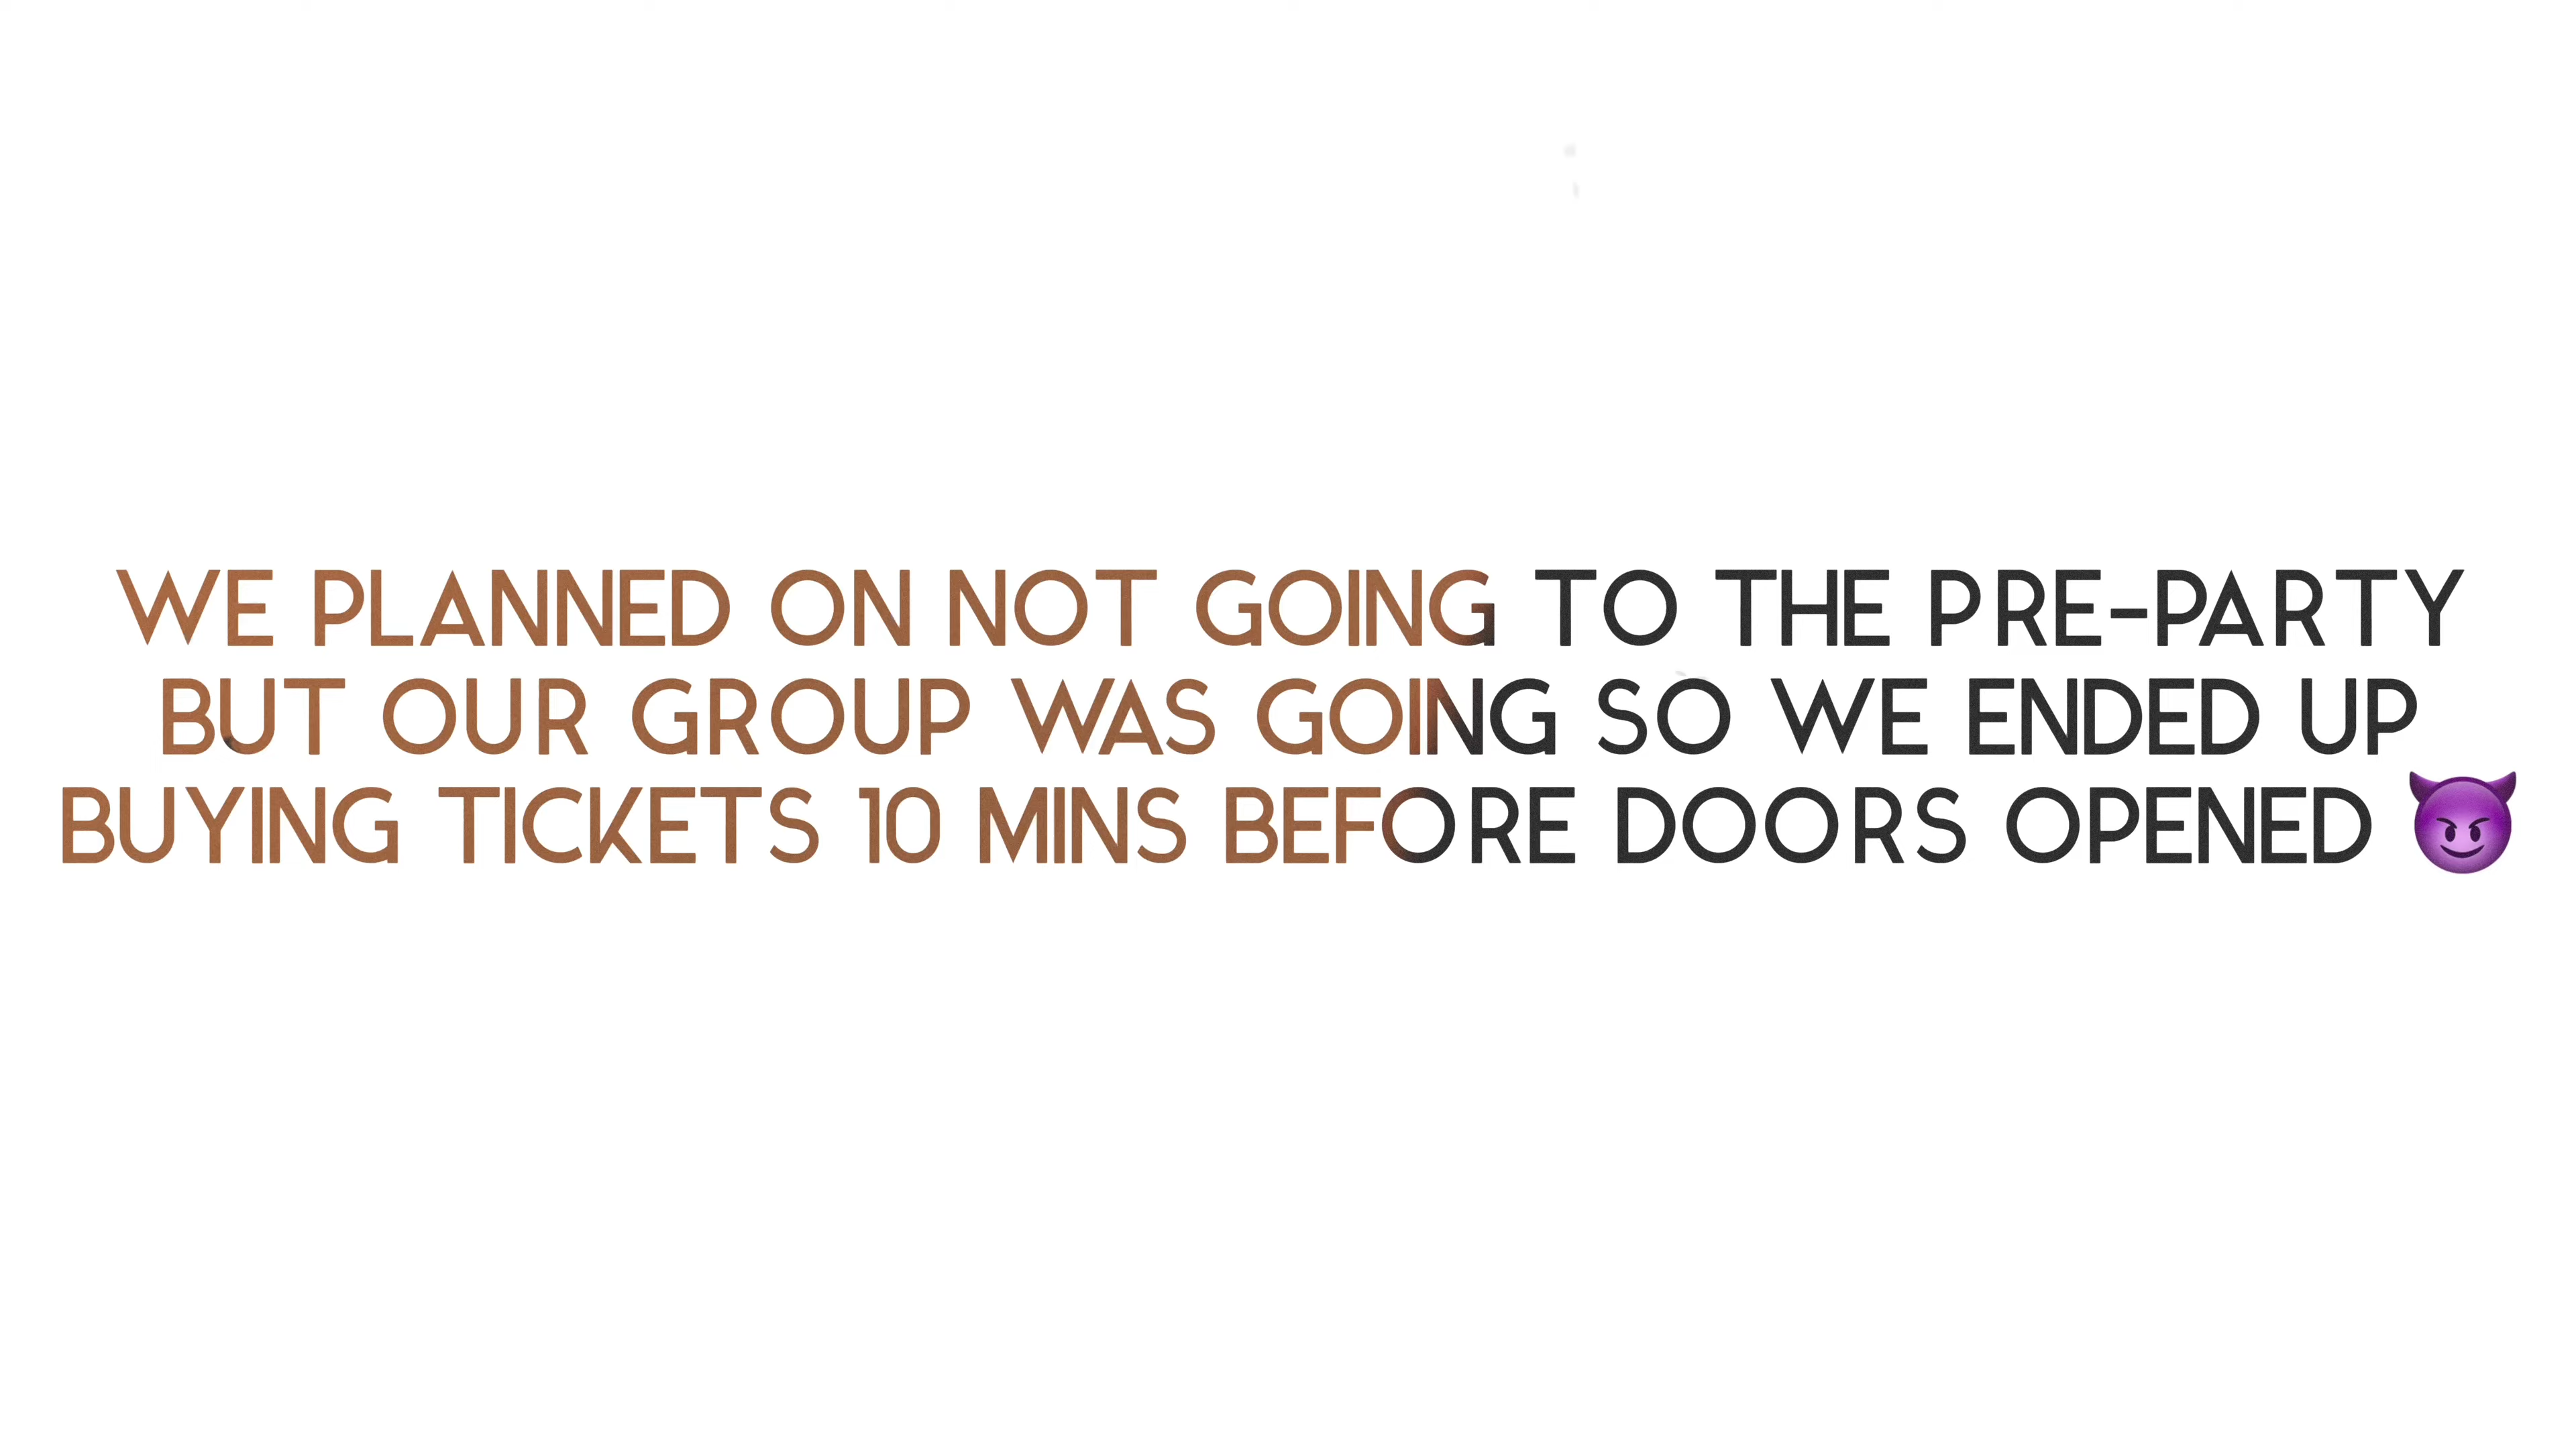 WE PLANNED ON NOT GOING TO THE PRE-PARTY
BUT OUR GROUP WAS GOING SO WE ENDED UP
BUYING TICKETS 10 MINS BEFORE DOORS OPENED 😈